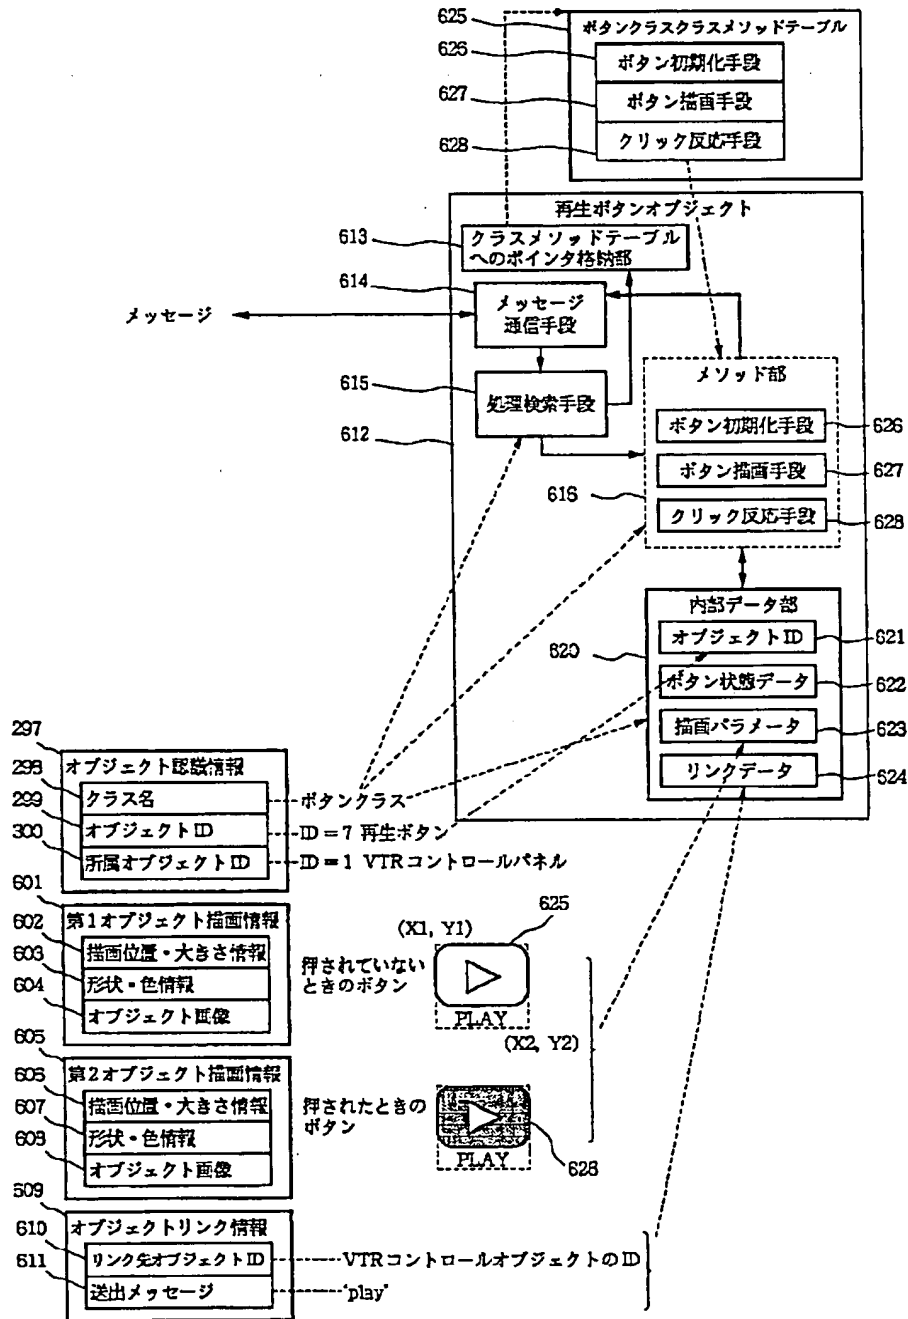 625
ボタンクラスクラスメソッドテーブル
626
ボタン初期化手段
627
ボタン描画手段
628
クリック反応手段
再生ボタンオブジェクト
613
クラスメソッドテーブル
へのポインタ格納部
614
メッセージ
メッセージ
通信手段
615
処理検索手段
612
メソッド部
ボタン初期化手段
626
ボタン描画手段
627
616
クリック反応手段
628
内部データ部
620
オブジェクトID
621
ボタン状態データ
622
描画パラメータ
623
リンクデータ
624
297
オブジェクト認識情報
298
クラス名
ボタンクラス
299
オブジェクトID
ID=7 再生ボタン
300
所属オブジェクトID
ID=1 VTRコントロールパネル
601
第1オブジェクト描画情報
602
描画位置・大きさ情報
603
形状・色情報
604
オブジェクト画像
押されていない
ときのボタン
(X1, Y1)
625
PLAY
(X2, Y2)
605
第2オブジェクト描画情報
606
描画位置・大きさ情報
607
形状・色情報
608
オブジェクト画像
押されたときの
ボタン
PLAY
626
609
オブジェクトリンク情報
610
リンク先オブジェクトID
VTRコントロールオブジェクトのID
611
送出メッセージ
'play'